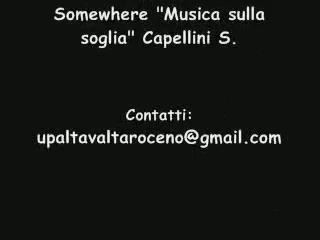 Somewhere "Musica sulla
soglia" Capellini S.
Contatti:
upaltavaltaroceno@gmail.com